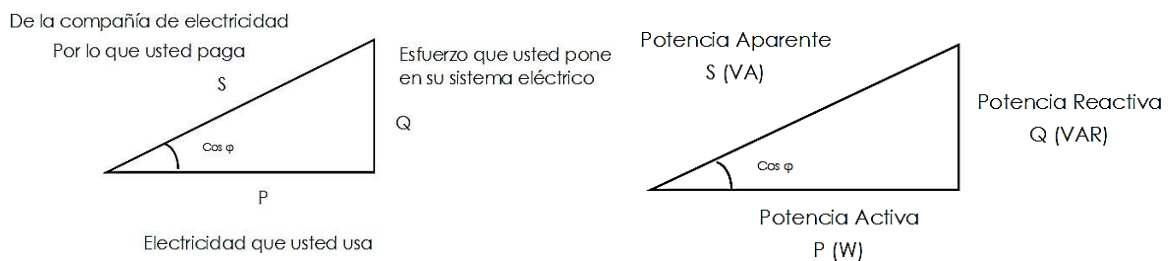 De la compañía de electricidad
Por lo que usted paga
S
Esfuerzo que usted pone
en su sistema eléctrico
Q
Cos φ
P
Electricidad que usted usa
Potencia Aparente
S (VA)
Potencia Reactiva
Q (VAR)
Cos φ
Potencia Activa
P (W)